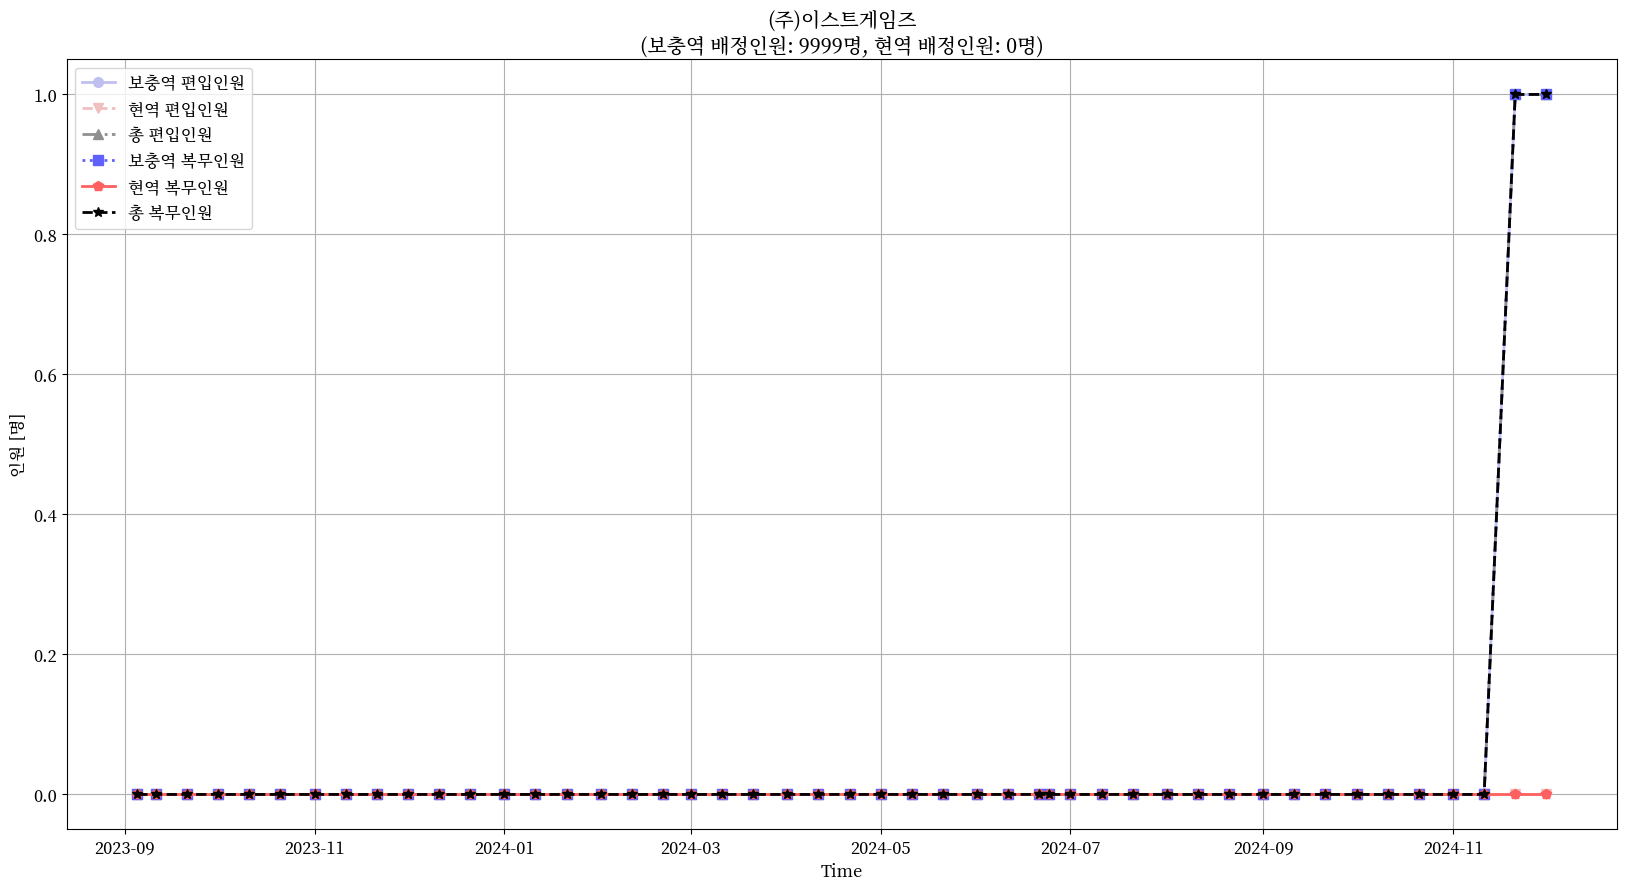 (주)이스트게임즈
(보충역 배정인원: 9999명, 현역 배정인원: 0명)
보충역 편입인원
현역 편입인원
총 편입인원
보충역 복무인원
현역 복무인원
총 복무인원
1.0
0.8
0.6
0.4
0.2
0.0
인원 [명]
2023-09 2023-11 2024-01 2024-03 2024-05 2024-07 2024-09 2024-11
Time